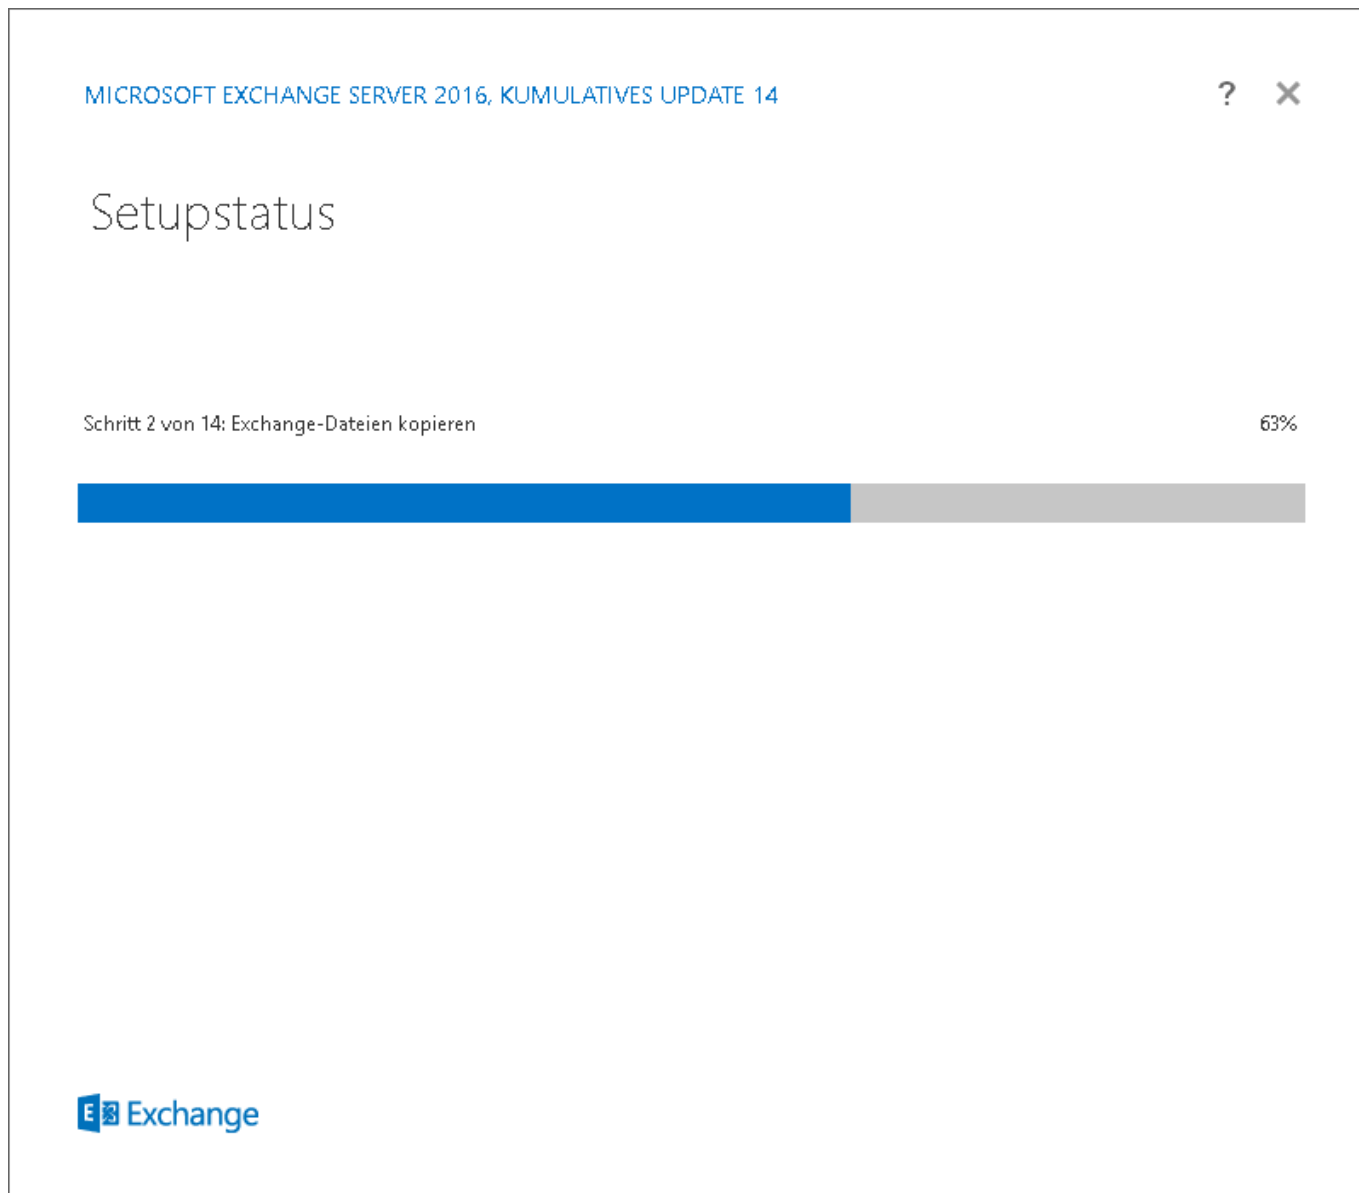 MICROSOFT EXCHANGE SERVER 2016, KUMULATIVES UPDATE 14
?
Setupstatus
Schritt 2 von 14: Exchange-Dateien kopieren 63%
E Exchange